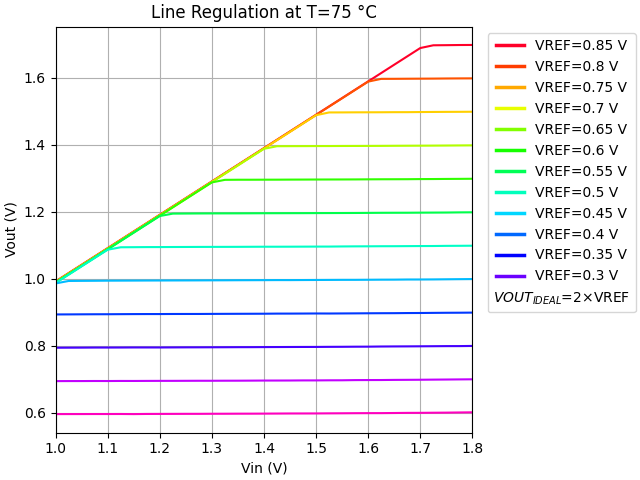 Line Regulation at T=75 °C
Vout (V)
1.6
1.4
1.2
1.0
0.8
0.6
1.0 1.1 1.2 1.3 1.4 1.5 1.6 1.7 1.8
Vin (V)
VREF=0.85 V
VREF=0.8 V
VREF=0.75 V
VREF=0.7 V
VREF=0.65 V
VREF=0.6 V
VREF=0.55 V
VREF=0.5 V
VREF=0.45 V
VREF=0.4 V
VREF=0.35 V
VREF=0.3 V
VOUT_IDEAL=2×VREF